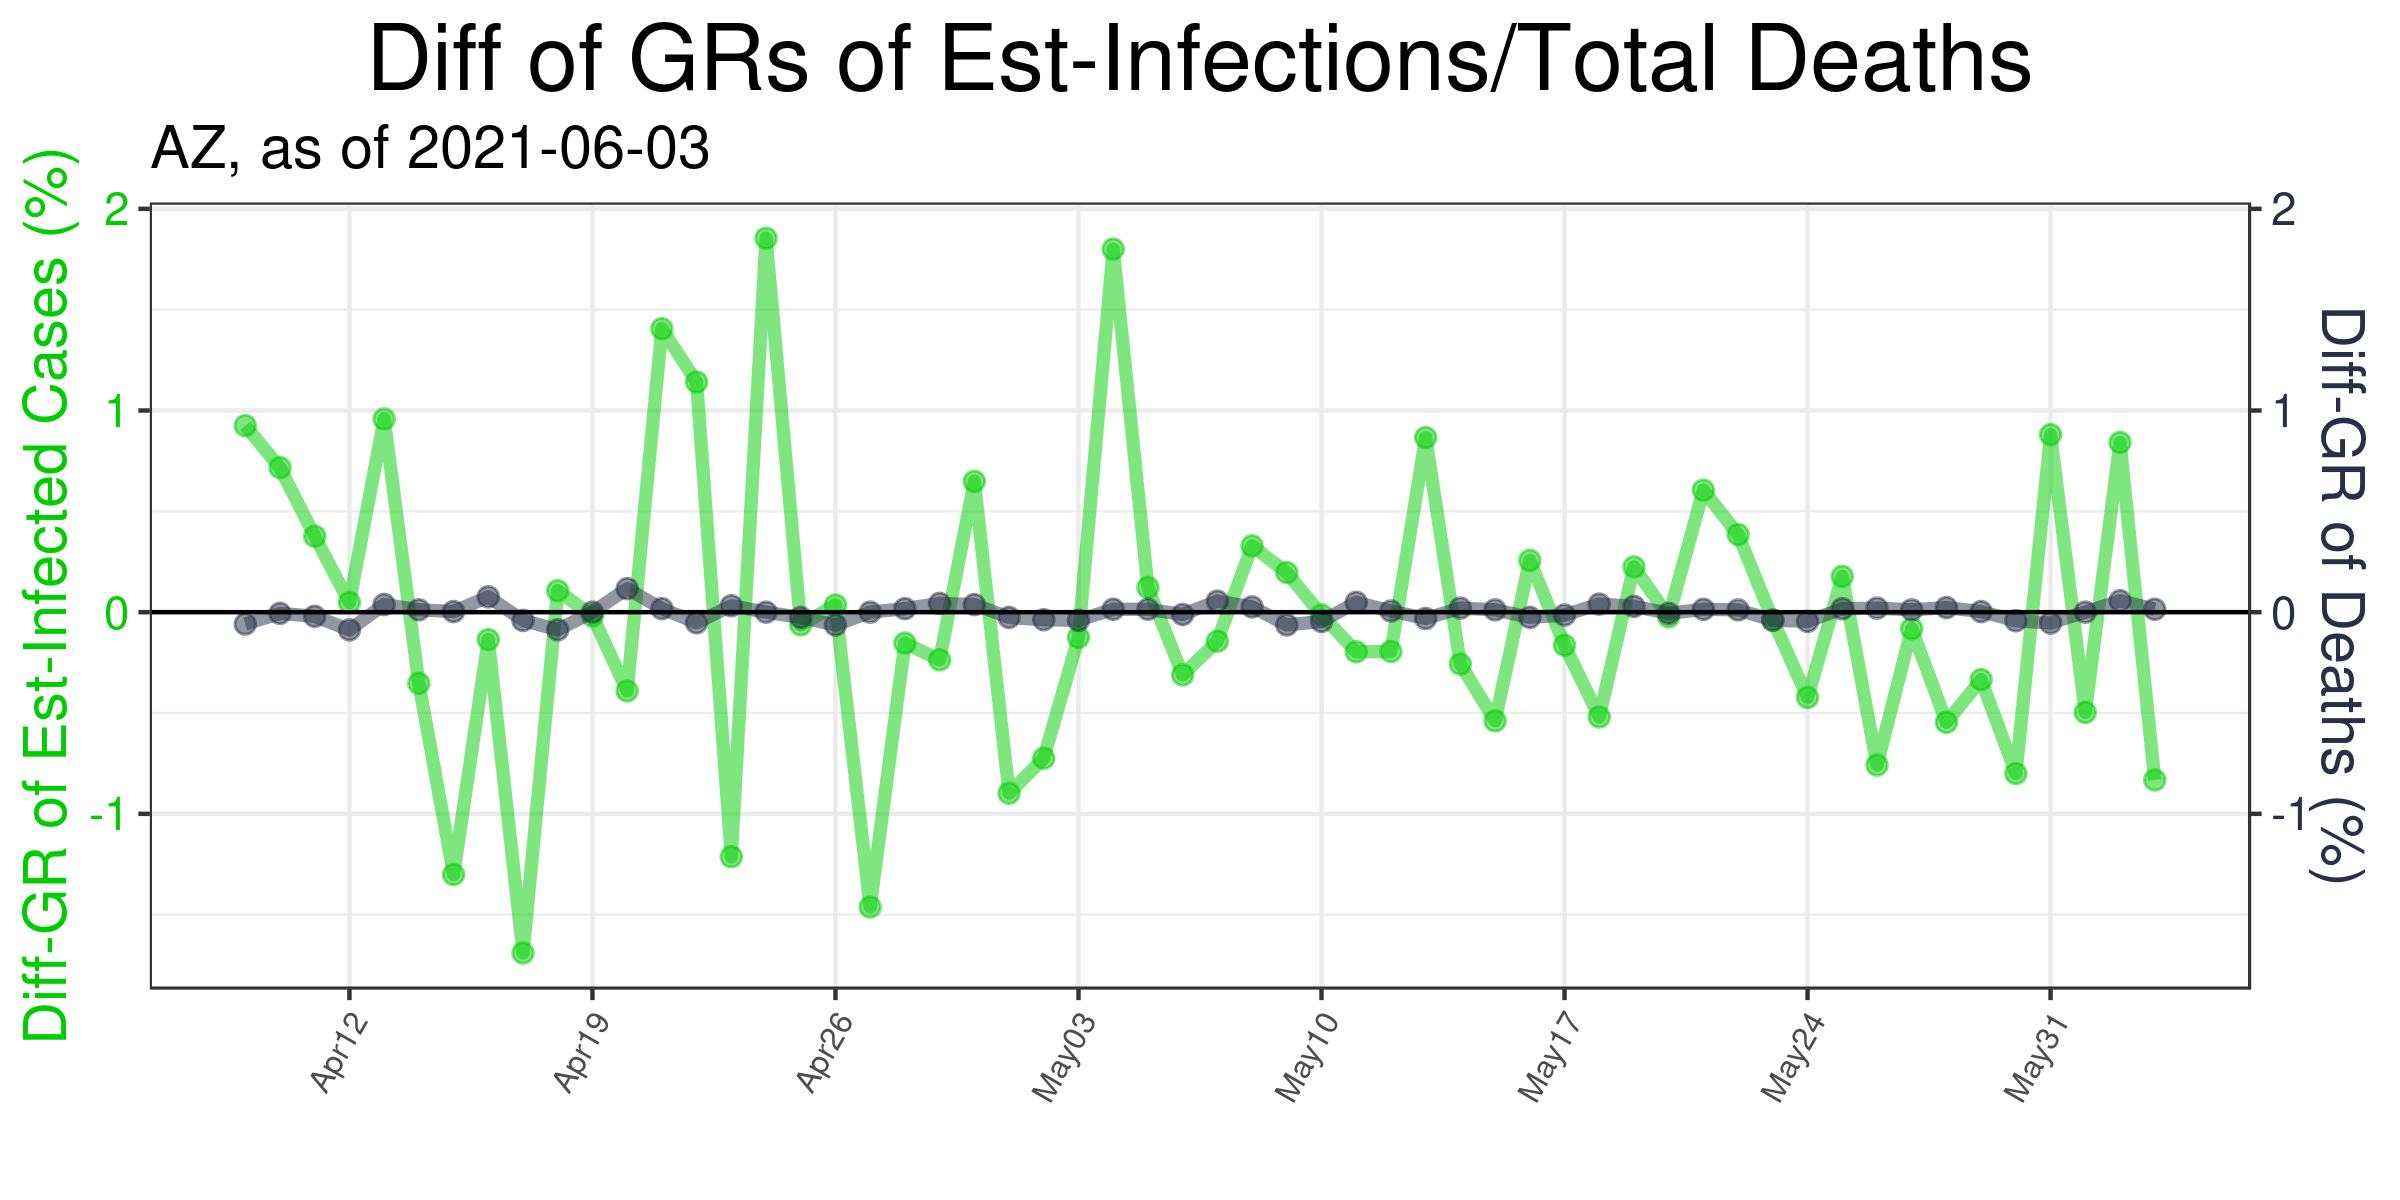 Diff of GRs of Est-Infections/Total Deaths
AZ, as of 2021-06-03
Diff-GR of Est-Infected Cases (%)
2
1
0
-1
2
1
0
-1
Diff-GR of Deaths (%)
Apr12
Apr19
Apr26
May03
May10
May17
May24
May31